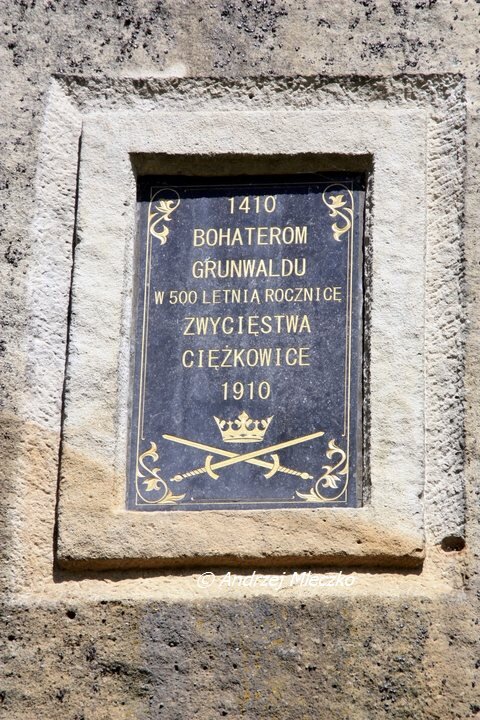 1410
BOHATEROM
GRUNWALDU
W 500 LETNIĄ ROCZNICĘ
ZWYCIĘSTWA
CIĘŻKOWICE
1910
© Andrzej Mleczko